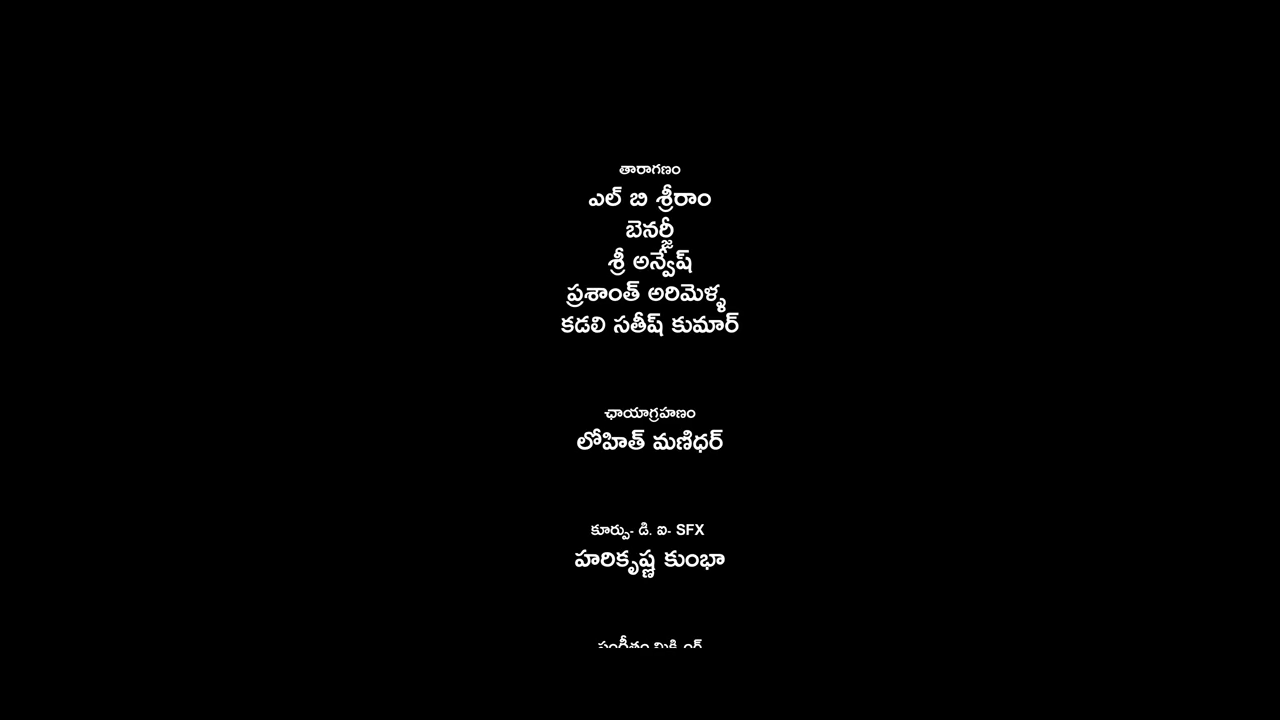 తారాగణం
ఎల్ బి శ్రీరాం
బెనర్జీ
శ్రీ అన్వేష్
ప్రశాంత్ అరిమెళ్ళ
కడలి సతీష్ కుమార్
ఛాయాగ్రహణం
లోహిత్ మణిధర్
కూర్పు- డి. ఐ- SFX
హరికృష్ణ కుంభా